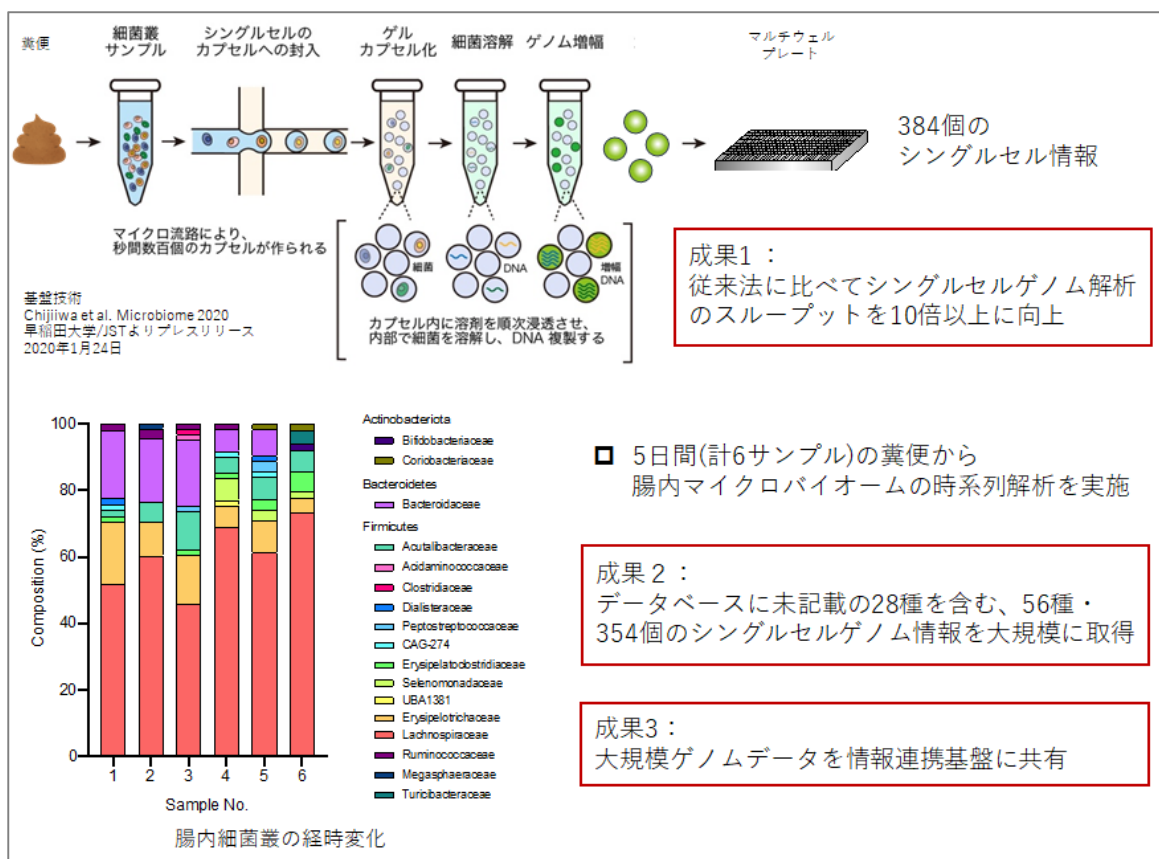 糞便
細菌叢
サンプル
シングルセルの
カプセルへの封入
ゲル
カプセル化
細菌溶解
ゲノム増幅
マルチウェル
プレート
384個の
シングルセル情報
マイクロ流路により、
秒間数百個のカプセルが作られる
細菌
DNA
増幅
DNA
カプセル内に溶剤を順次浸透させ、
内部で細菌を溶解し、DNA 複製する
基盤技術
Chijiiwa et al. Microbiome 2020
早稲田大学/JSTよりプレスリリース
2020年1月24日
成果1 :
従来法に比べてシングルセルゲノム解析
のスループットを10倍以上に向上
Composition (%)
100
80
60
40
20
0
1 2 3 4 5 6
Sample No.
腸内細菌叢の経時変化
Actinobacteriota
Bifidobacteriaceae
Coriobacteriaceae
Bacteroidetes
Bacteroidaceae
Firmicutes
Acutalibacteraceae
Acidaminococcaceae
Clostridiaceae
Dialisteraceae
Peptostreptococcaceae
CAG-274
Erysipelatoclostridiaceae
Selenomonadaceae
UBA1381
Erysipelotrichaceae
Lachnospiraceae
Ruminococcaceae
Megasphaeraceae
Turicibacteraceae
5日間(計6サンプル)の糞便から
腸内マイクロバイオームの時系列解析を実施
成果２：
データベースに未記載の28種を含む、56種・
354個のシングルセルゲノム情報を大規模に取得
成果3：
大規模ゲノムデータを情報連携基盤に共有